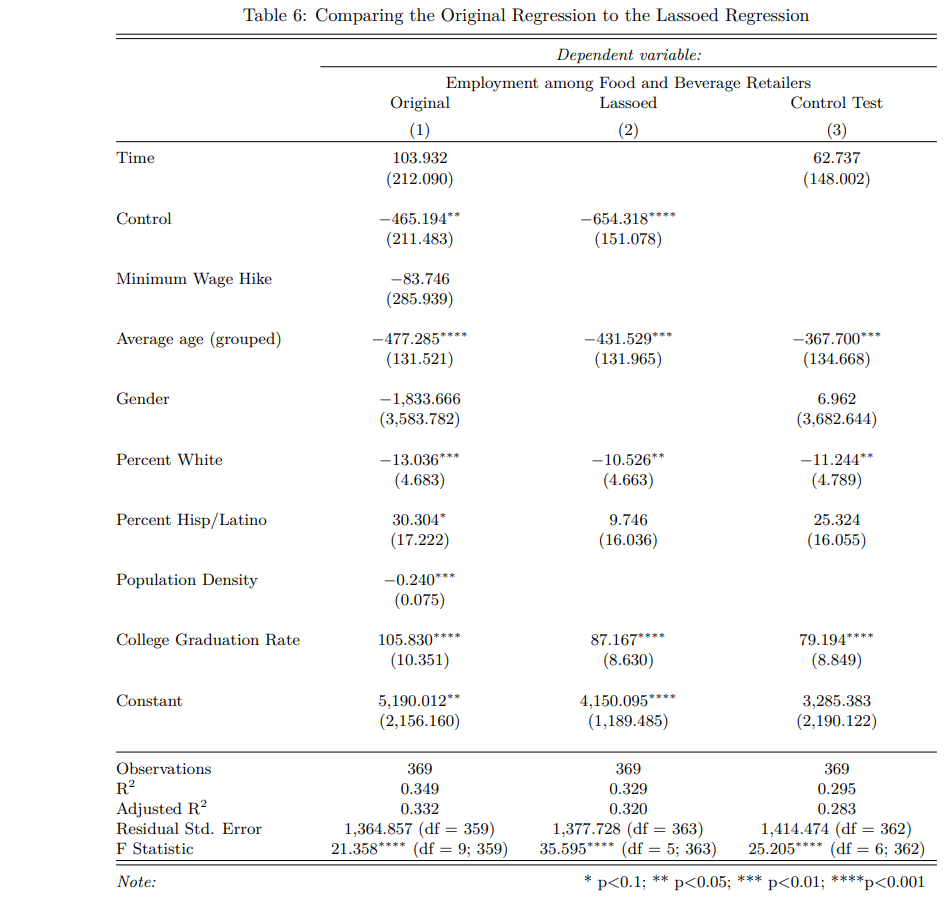 Table 6: Comparing the Original Regression to the Lassoed Regression
Dependent variable:
Employment among Food and Beverage Retailers
Original Lassoed Control Test
(1) (2) (3)
Time 103.932 62.737
(212.090) (148.002)
Control −465.194** −654.318****
(211.483) (151.078)
Minimum Wage Hike −83.746
(285.939)
Average age (grouped) −477.285**** −431.529*** −367.700***
(131.521) (131.965) (134.668)
Gender −1,833.666 6.962
(3,583.782) (3,682.644)
Percent White −13.036*** −10.526** −11.244**
(4.683) (4.663) (4.789)
Percent Hisp/Latino 30.304* 9.746 25.324
(17.222) (16.036) (16.055)
Population Density −0.240***
(0.075)
College Graduation Rate 105.830**** 87.167**** 79.194****
(10.351) (8.630) (8.849)
Constant 5,190.012** 4,150.095**** 3,285.383
(2,156.160) (1,189.485) (2,190.122)
Observations 369 369 369
R² 0.349 0.329 0.295
Adjusted R² 0.332 0.320 0.283
Residual Std. Error 1,364.857 (df = 359) 1,377.728 (df = 363) 1,414.474 (df = 362)
F Statistic 21.358**** (df = 9; 359) 35.595**** (df = 5; 363) 25.205**** (df = 6; 362)
Note: * p<0.1; ** p<0.05; *** p<0.01; ****p<0.001